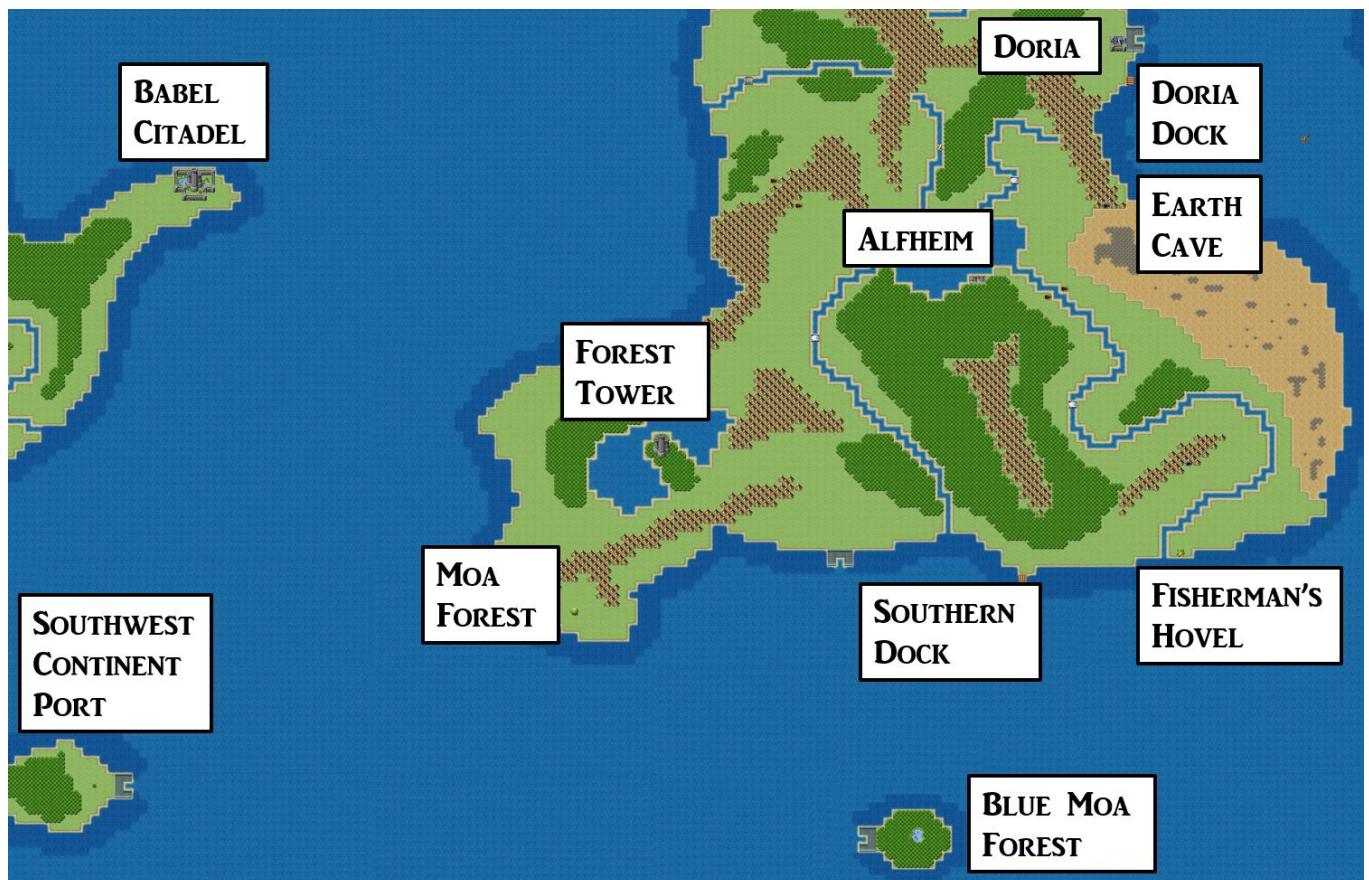 Doria
Babel
Citadel
Doria
Dock
Earth
Cave
Alfheim
Forest
Tower
Moa
Forest
Southern
Dock
Fisherman's
Hovel
Southwest
Continent
Port
Blue Moa
Forest